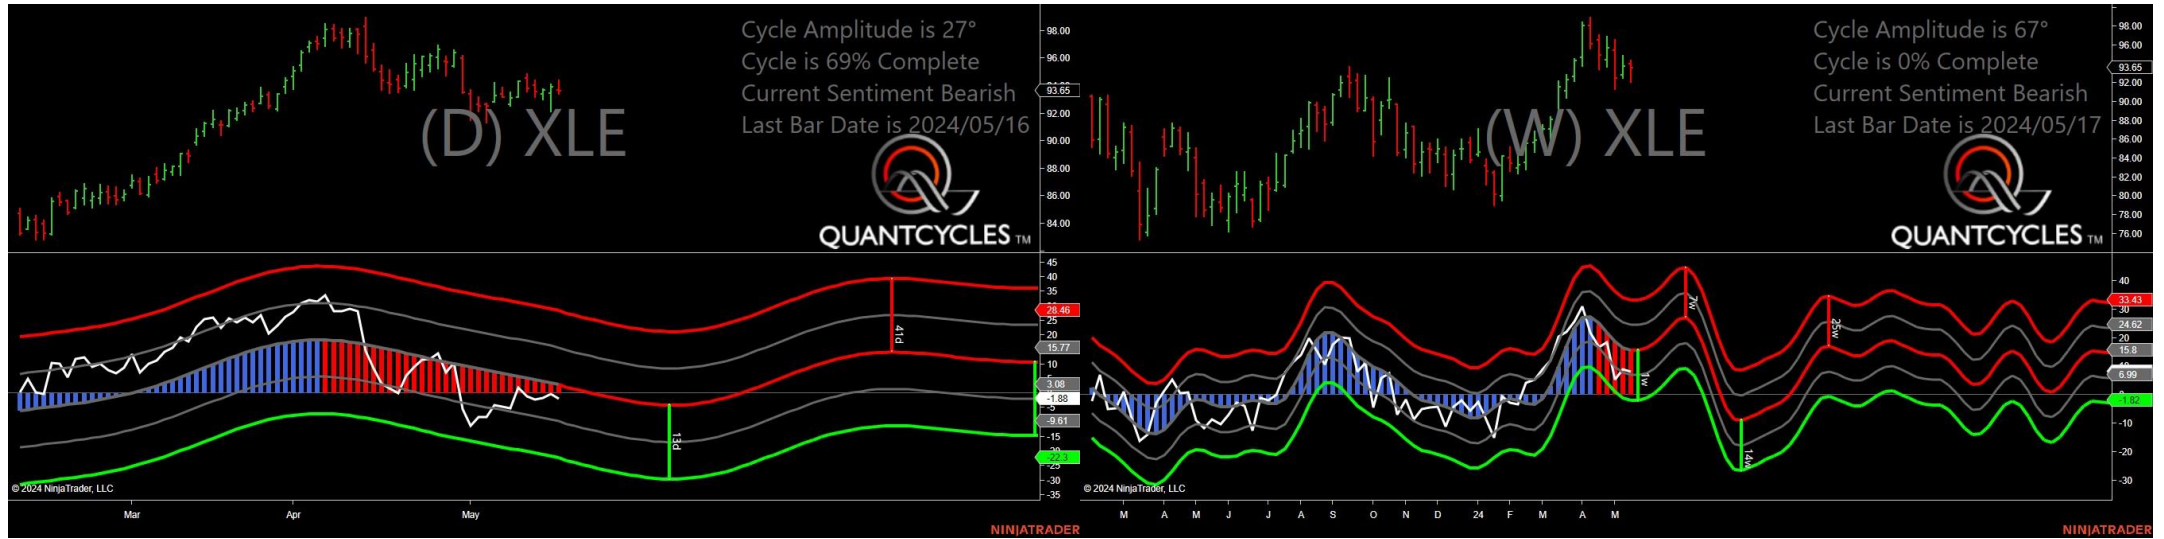 Cycle Amplitude is 27°
Cycle is 69% Complete
Current Sentiment Bearish
Last Bar Date is 2024/05/16
(D) XLE
QUANTCYCLES TM
98.00
96.00
93.65
92.00
90.00
88.00
86.00
84.00
45
40
35
28.46
25
20
15.77
10
3.08
-1.88
-5
-9.61
-15
-22.3
-25
-30
-35
41d
13d
© 2024 NinjaTrader, LLC
Mar Apr May
NINJATRADER
Cycle Amplitude is 67°
Cycle is 0% Complete
Current Sentiment Bearish
Last Bar Date is 2024/05/17
(W) XLE
QUANTCYCLES TM
98.00
96.00
93.65
92.00
90.00
88.00
86.00
84.00
82.00
80.00
78.00
76.00
40
33.43
30
24.62
20
15.8
6.99
-1.82
-10
-20
-30
1w
7w
14w
25w
© 2024 NinjaTrader, LLC
M A M J J A S O N D 24 F M A M
NINJATRADER